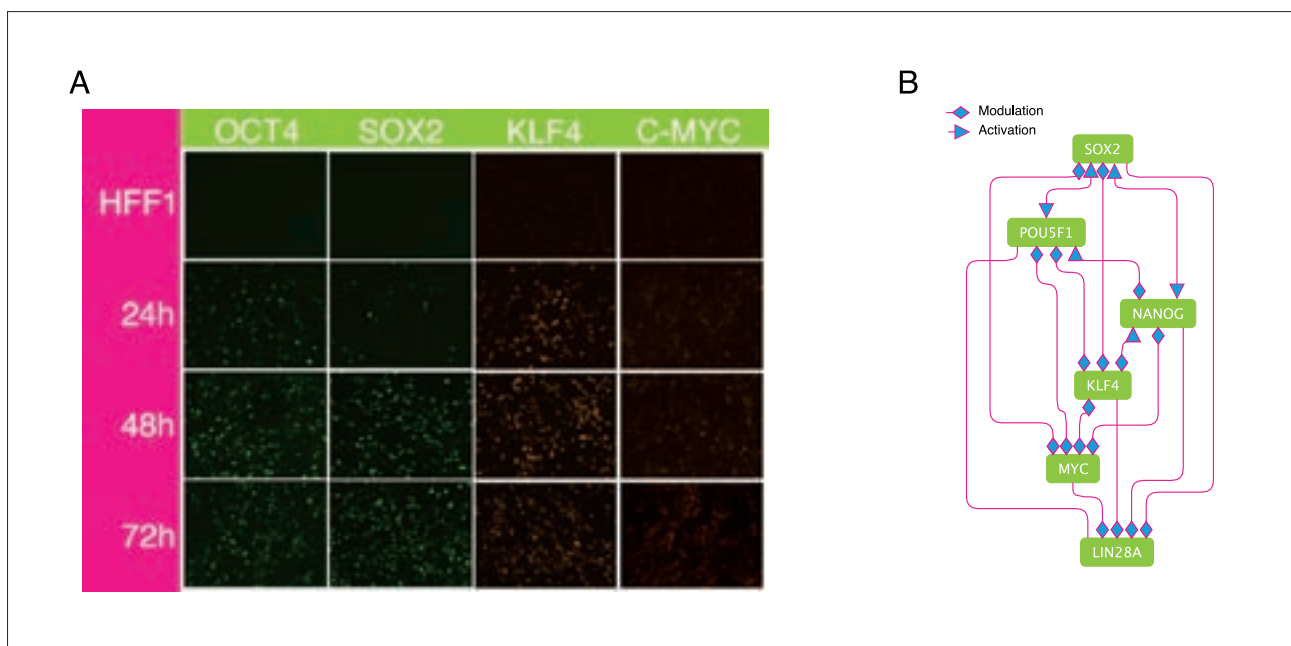 A
OCT4 SOX2 KLF4 C-MYC
HFF1
24h
48h
72h
B
Modulation
Activation
SOX2
POU5F1
NANOG
KLF4
MYC
LIN28A